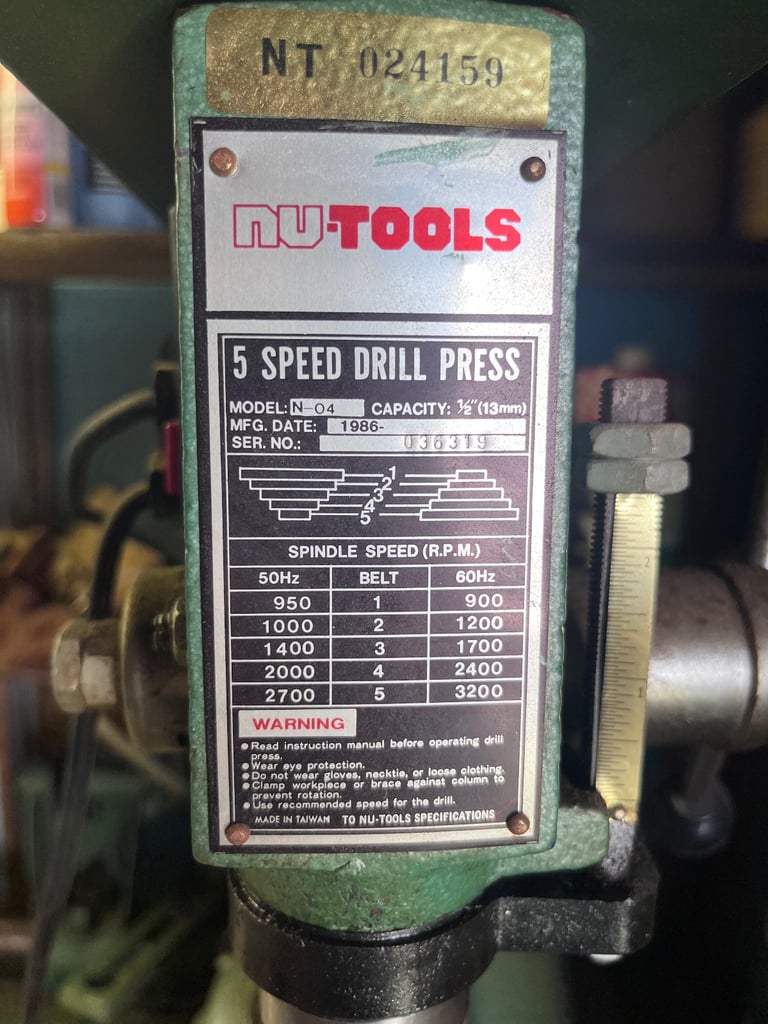 NT 024159
NU-TOOLS
5 SPEED DRILL PRESS
MODEL: N-04 CAPACITY: ½"(13mm)
MFG. DATE: 1986-
SER. NO.: 036319
1
2
3
4
5
SPINDLE SPEED (R.P.M.)
50Hz BELT 60Hz
950 1 900
1000 2 1200
1400 3 1700
2000 4 2400
2700 5 3200
WARNING
● Read instruction manual before operating drill
press.
● Wear eye protection.
● Do not wear gloves, necktie, or loose clothing.
● Clamp workpiece or brace against column to
prevent rotation.
● Use recommended speed for the drill.
MADE IN TAIWAN TO NU-TOOLS SPECIFICATIONS
2
1